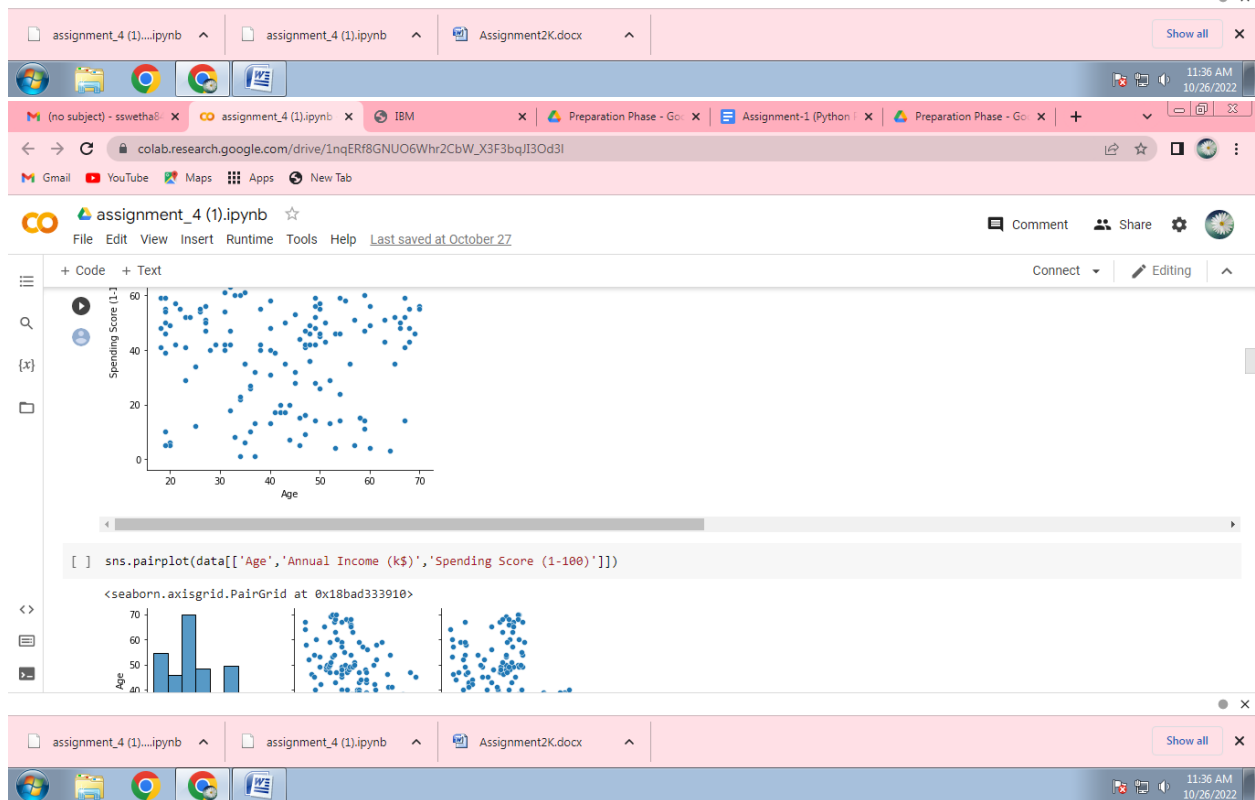 assignment_4 (1)....ipynb
assignment_4 (1).ipynb
Assignment2K.docx
Show all
11:36 AM
10/26/2022
(no subject) - sswetha8
assignment_4 (1).ipynb
IBM
Preparation Phase - Goo
Assignment-1 (Python
Preparation Phase - Goo
colab.research.google.com/drive/1nqERf8GNUO6Whr2CbW_X3F3bqJI3Od3I
Gmail
YouTube
Maps
Apps
New Tab
assignment_4 (1).ipynb
File Edit View Insert Runtime Tools Help Last saved at October 27
Comment
Share
+ Code + Text
Connect
Editing
{x}
Spending Score (1-1
60
40
20
0
20 30 40 50 60 70
Age
[ ] sns.pairplot(data[['Age','Annual Income (k$)','Spending Score (1-100)']])
<seaborn.axisgrid.PairGrid at 0x18bad333910>
70
60
50
40
Age
assignment_4 (1)....ipynb
assignment_4 (1).ipynb
Assignment2K.docx
Show all
11:36 AM
10/26/2022